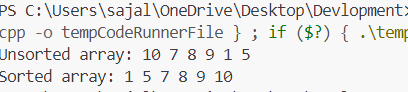 PS C:\Users\sajal\OneDrive\Desktop\Devlopment>
cpp -o tempCodeRunnerFile } ; if ($?) { .\temp
Unsorted array: 10 7 8 9 1 5
Sorted array: 1 5 7 8 9 10